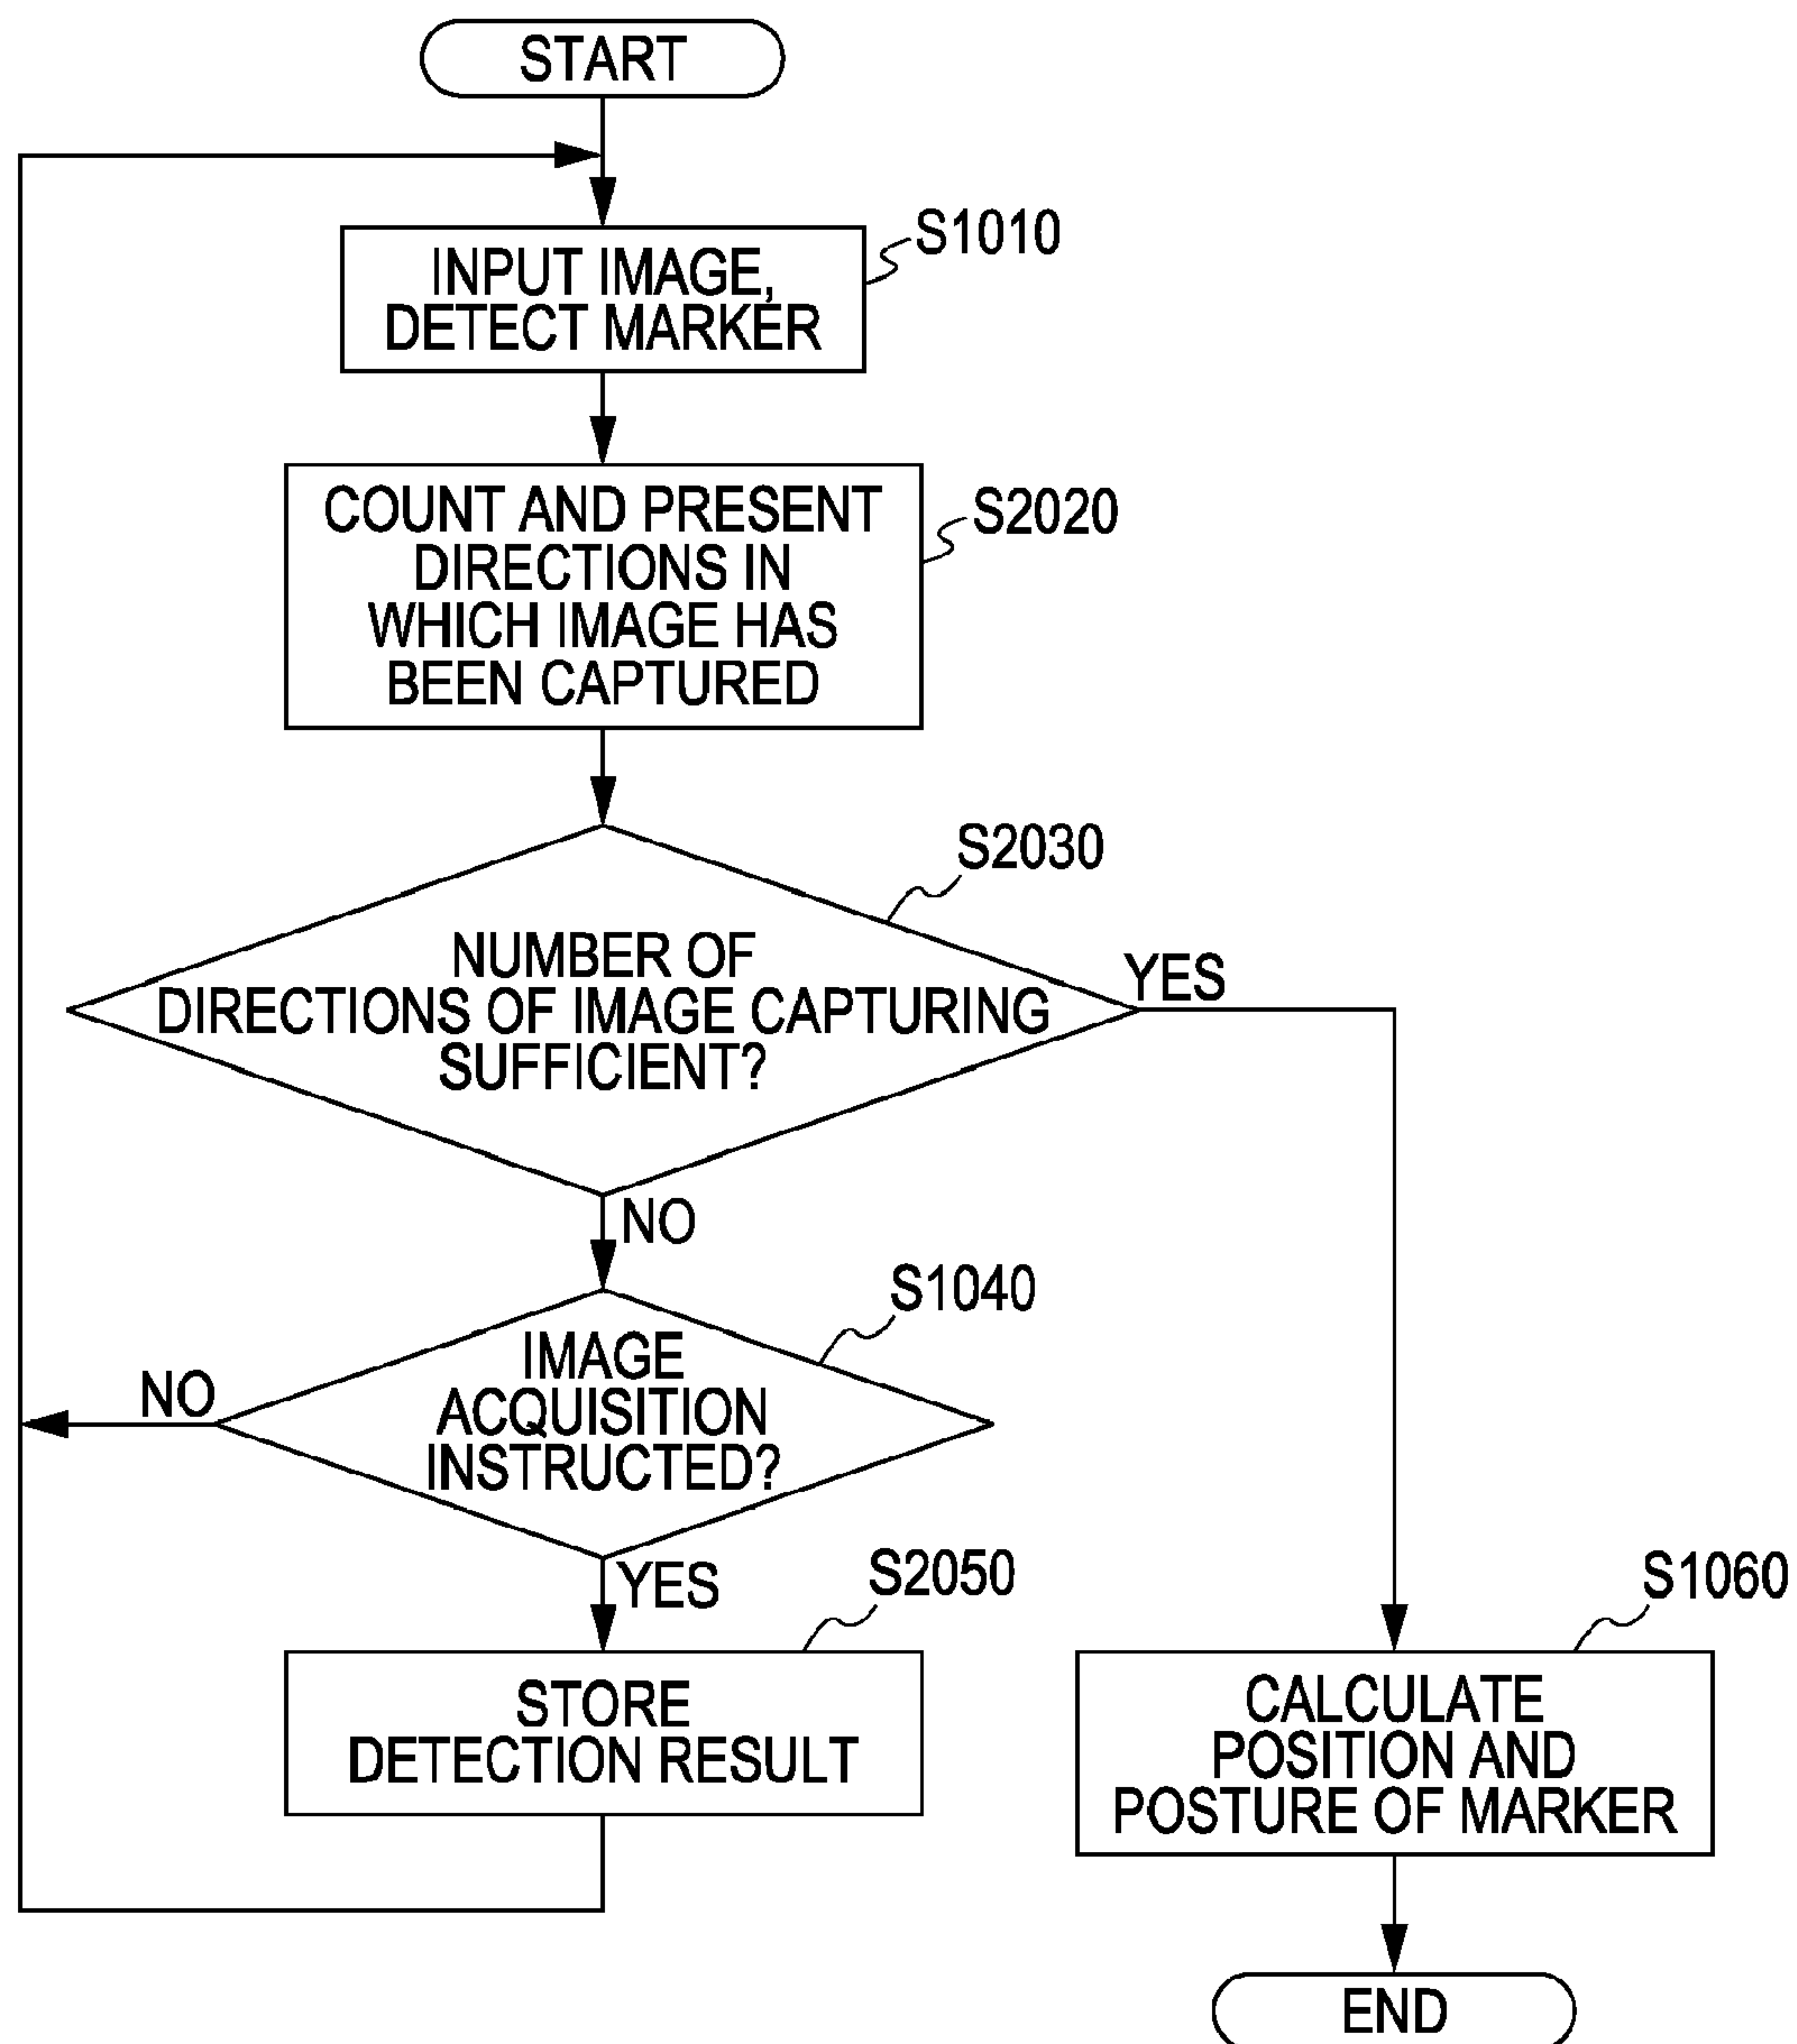 START
S1010
INPUT IMAGE,
DETECT MARKER
S2020
COUNT AND PRESENT
DIRECTIONS IN
WHICH IMAGE HAS
BEEN CAPTURED
S2030
NUMBER OF
DIRECTIONS OF IMAGE CAPTURING
SUFFICIENT?
YES
NO
S1040
IMAGE
ACQUISITION
INSTRUCTED?
NO
YES
S2050
STORE
DETECTION RESULT
S1060
CALCULATE
POSITION AND
POSTURE OF MARKER
END